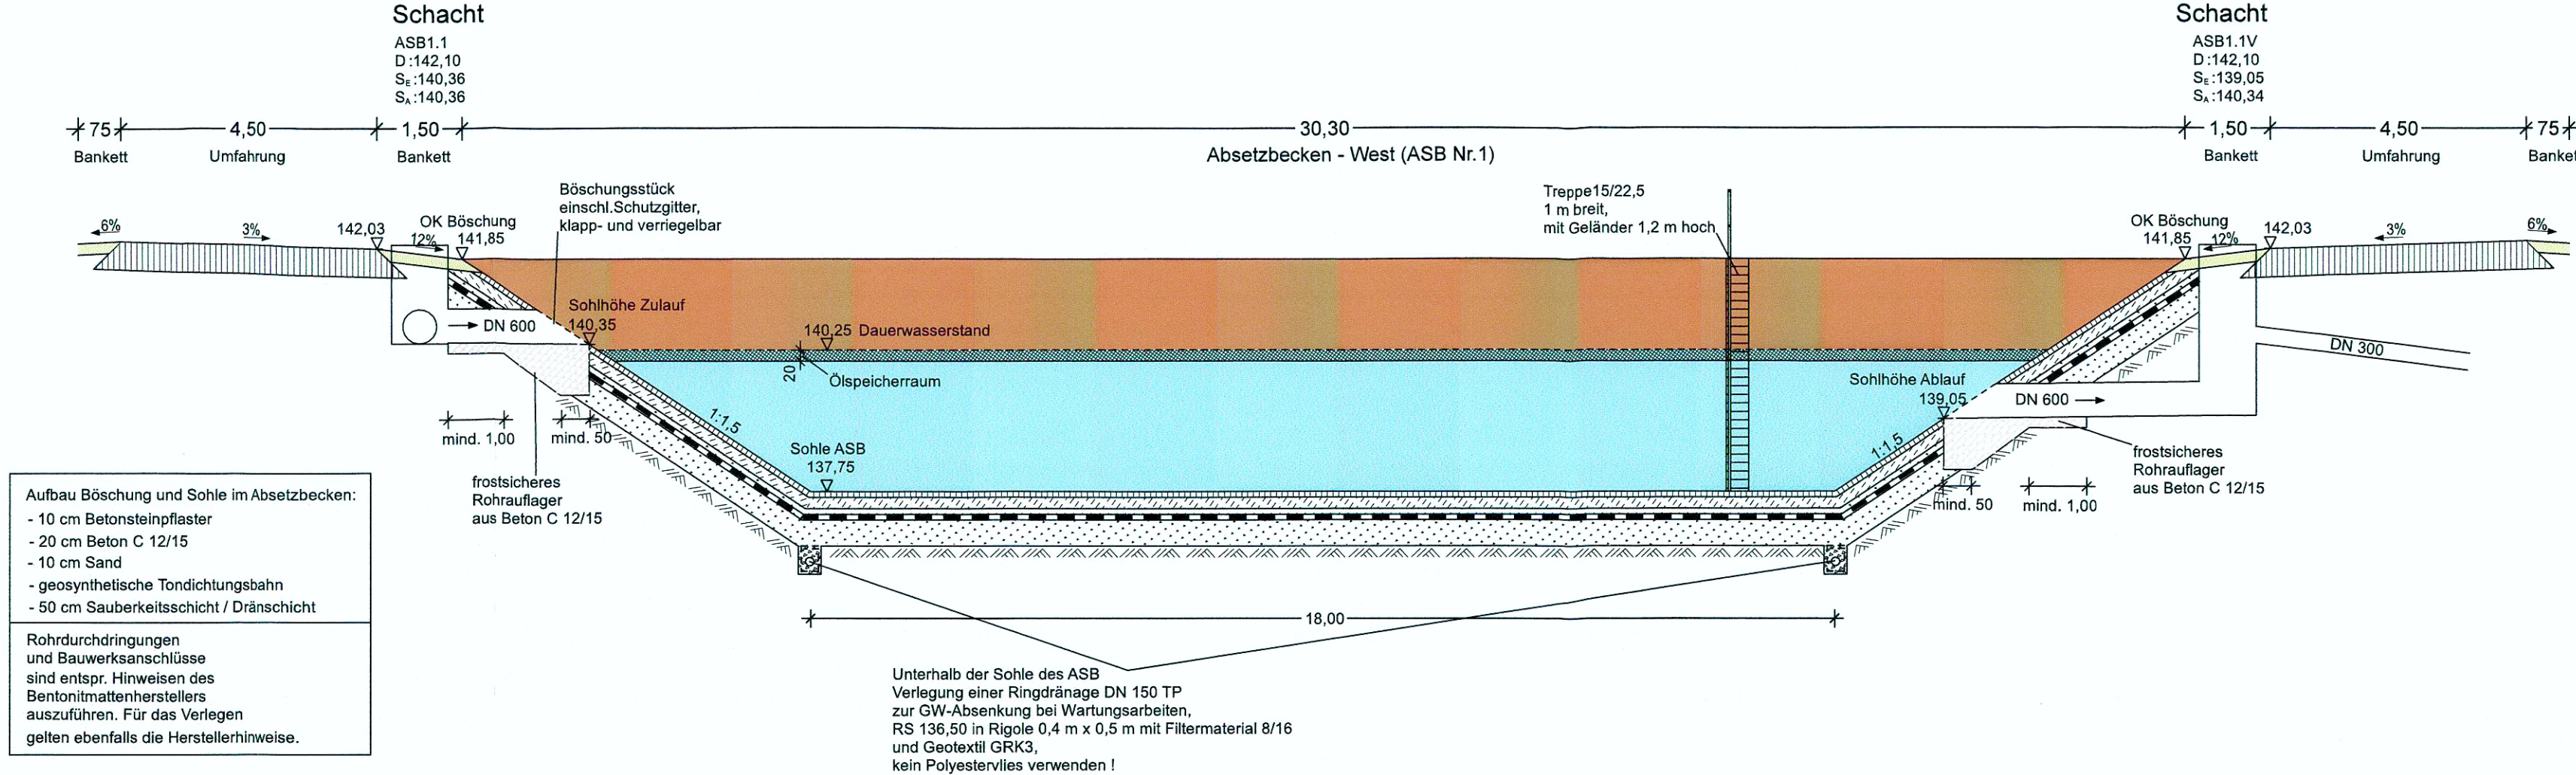 Schacht
ASB1.1
D:142,10
SE:140,36
SA:140,36
Schacht
ASB1.1V
D:142,10
SE:139,05
SA:140,34
75
4,50
1,50
30,30
1,50
4,50
75
Bankett
Umfahrung
Bankett
Absetzbecken - West (ASB Nr.1)
Bankett
Umfahrung
Banket
Böschungsstück
einschl.Schutzgitter,
klapp- und verriegelbar
Treppe15/22,5
1 m breit,
mit Geländer 1,2 m hoch
6%
3%
142,03
OK Böschung
141,85
12%
OK Böschung
141,85
12%
142,03
3%
6%
Sohlhöhe Zulauf
140,35
DN 600
140,25 Dauerwasserstand
20
Ölspeicherraum
DN 300
Sohlhöhe Ablauf
139,05
DN 600
mind. 1,00
mind. 50
1:1,5
Sohle ASB
137,75
1:1,5
mind. 50
mind. 1,00
frostsicheres
Rohrauflager
aus Beton C 12/15
frostsicheres
Rohrauflager
aus Beton C 12/15
Aufbau Böschung und Sohle im Absetzbecken:
- 10 cm Betonsteinpflaster
- 20 cm Beton C 12/15
- 10 cm Sand
- geosynthetische Tondichtungsbahn
- 50 cm Sauberkeitsschicht / Dränschicht
Rohrdurchdringungen
und Bauwerksanschlüsse
sind entspr. Hinweisen des
Bentonitmattenherstellers
auszuführen. Für das Verlegen
gelten ebenfalls die Herstellerhinweise.
18,00
Unterhalb der Sohle des ASB
Verlegung einer Ringdränage DN 150 TP
zur GW-Absenkung bei Wartungsarbeiten,
RS 136,50 in Rigole 0,4 m x 0,5 m mit Filtermaterial 8/16
und Geotextil GRK3,
kein Polyestervlies verwenden !